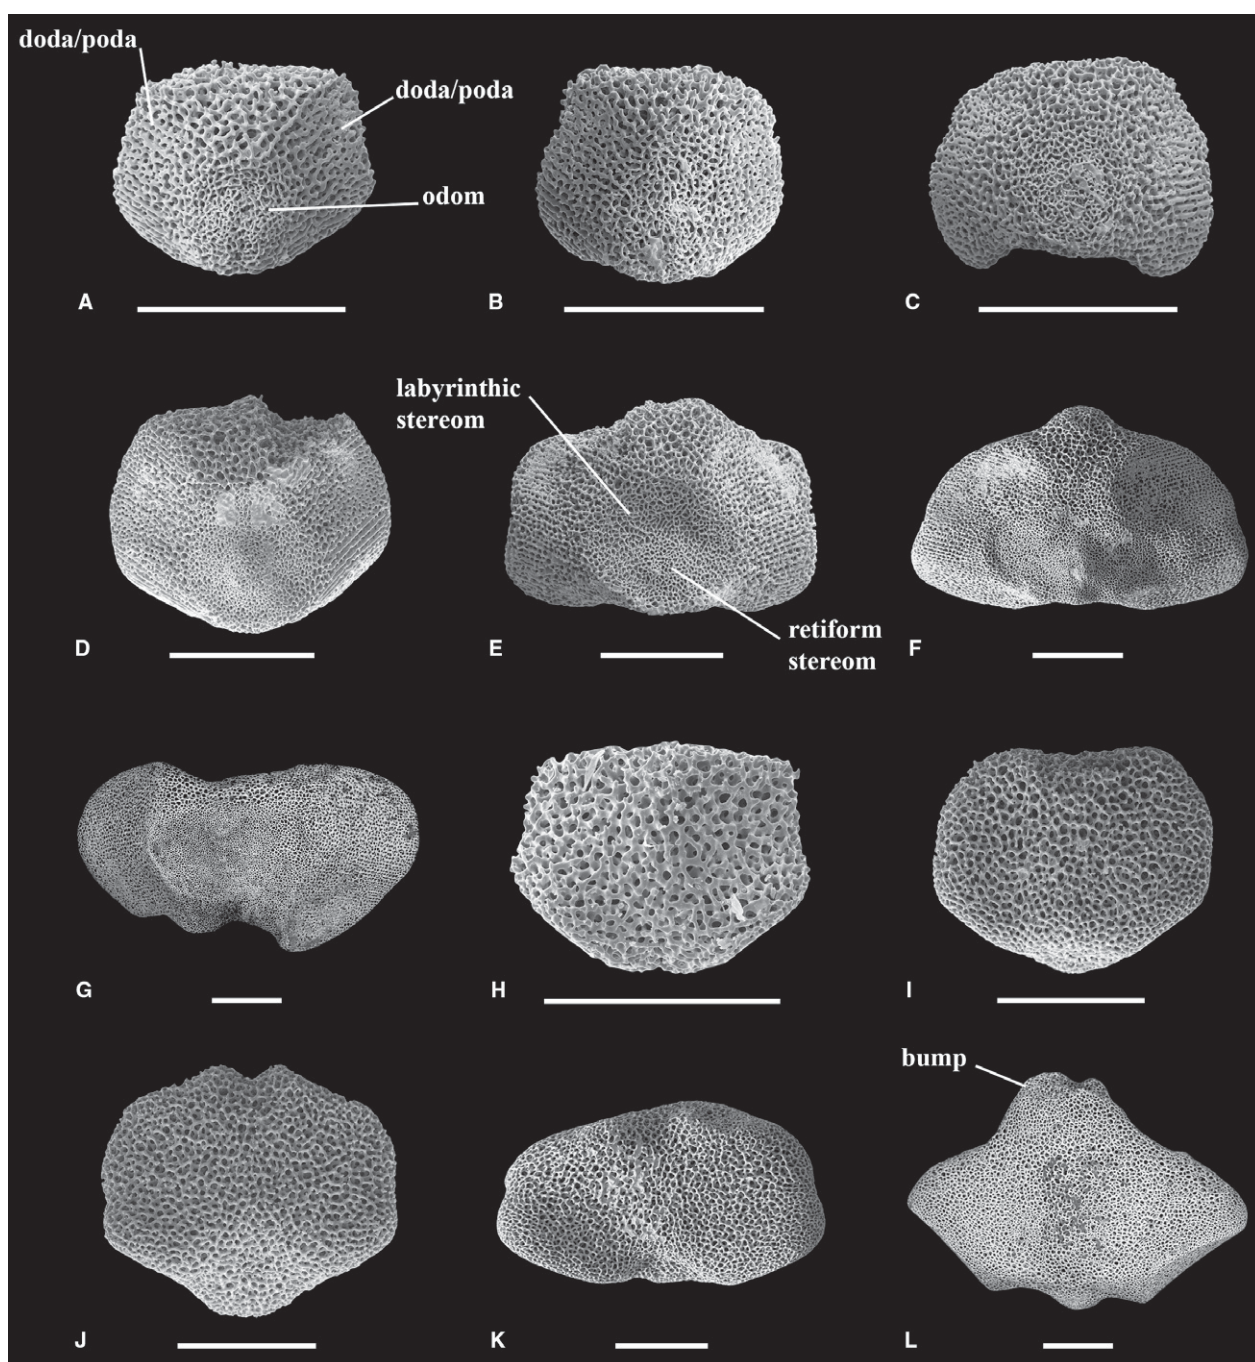 doda/poda
doda/poda
odom
A
B
C
labyrinthic
stereom
retiform
stereom
D
E
F
G
H
I
bump
J
K
L